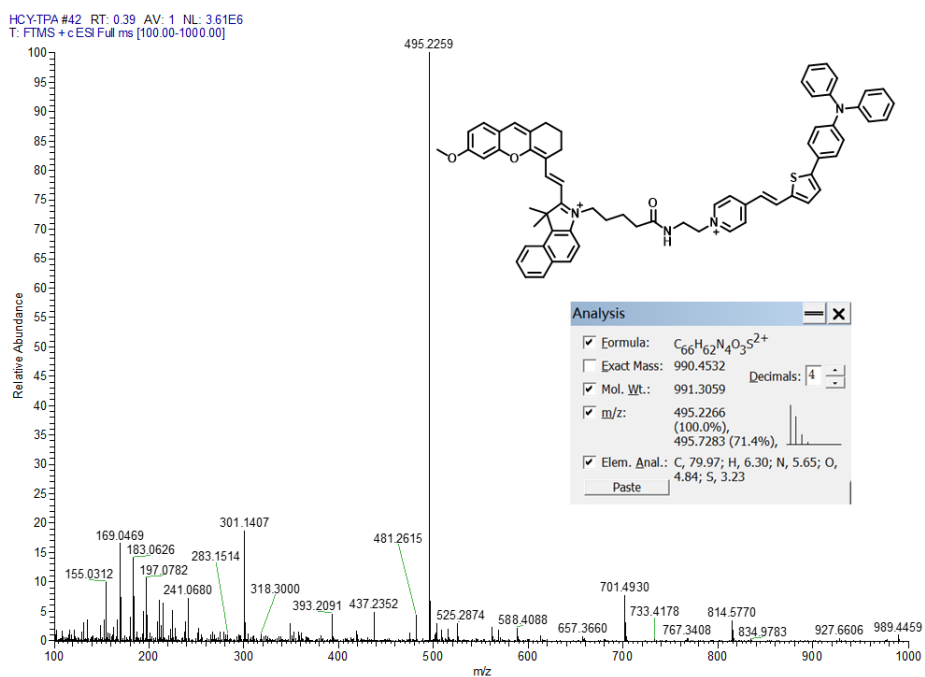 HCY-TPA #42 RT: 0.39 AV: 1 NL: 3.61E6
T: FTMS + c ESI Full ms [100.00-1000.00]
495.2259
100
95
90
85
80
75
70
65
60
55
50
45
40
35
30
25
20
15
10
5
0
Relative Abundance
N
O
O
N
+
O
N
H
N
+
S
Analysis
Formula: C66H62N4O3S2+
Exact Mass: 990.4532
Decimals: 4
Mol. Wt.: 991.3059
m/z: 495.2266
(100.0%),
495.7283 (71.4%),
Elem. Anal.: C, 79.97; H, 6.30; N, 5.65; O,
4.84; S, 3.23
Paste
301.1407
169.0469
183.0626
283.1514
481.2615
155.0312
197.0782
241.0680
318.3000
393.2091
437.2352
525.2874
588.4088
657.3660
701.4930
733.4178
767.3408
814.5770
834.9783
927.6606
989.4459
100 200 300 400 500 600 700 800 900 1000
m/z